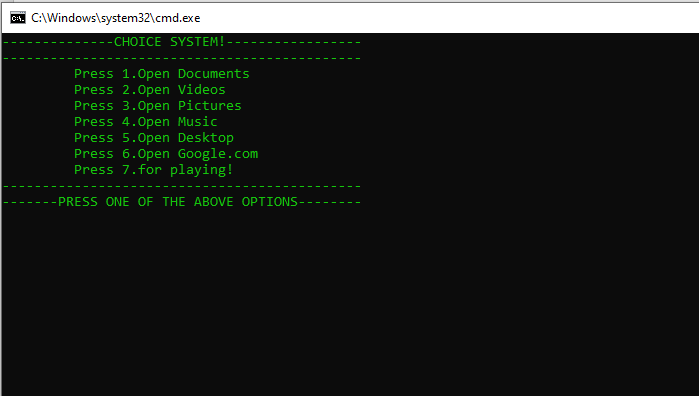 C:\Windows\system32\cmd.exe
--------------CHOICE SYSTEM!-----------------
---------------------------------------------
Press 1.Open Documents
Press 2.Open Videos
Press 3.Open Pictures
Press 4.Open Music
Press 5.Open Desktop
Press 6.Open Google.com
Press 7.for playing!
---------------------------------------------
-------PRESS ONE OF THE ABOVE OPTIONS--------